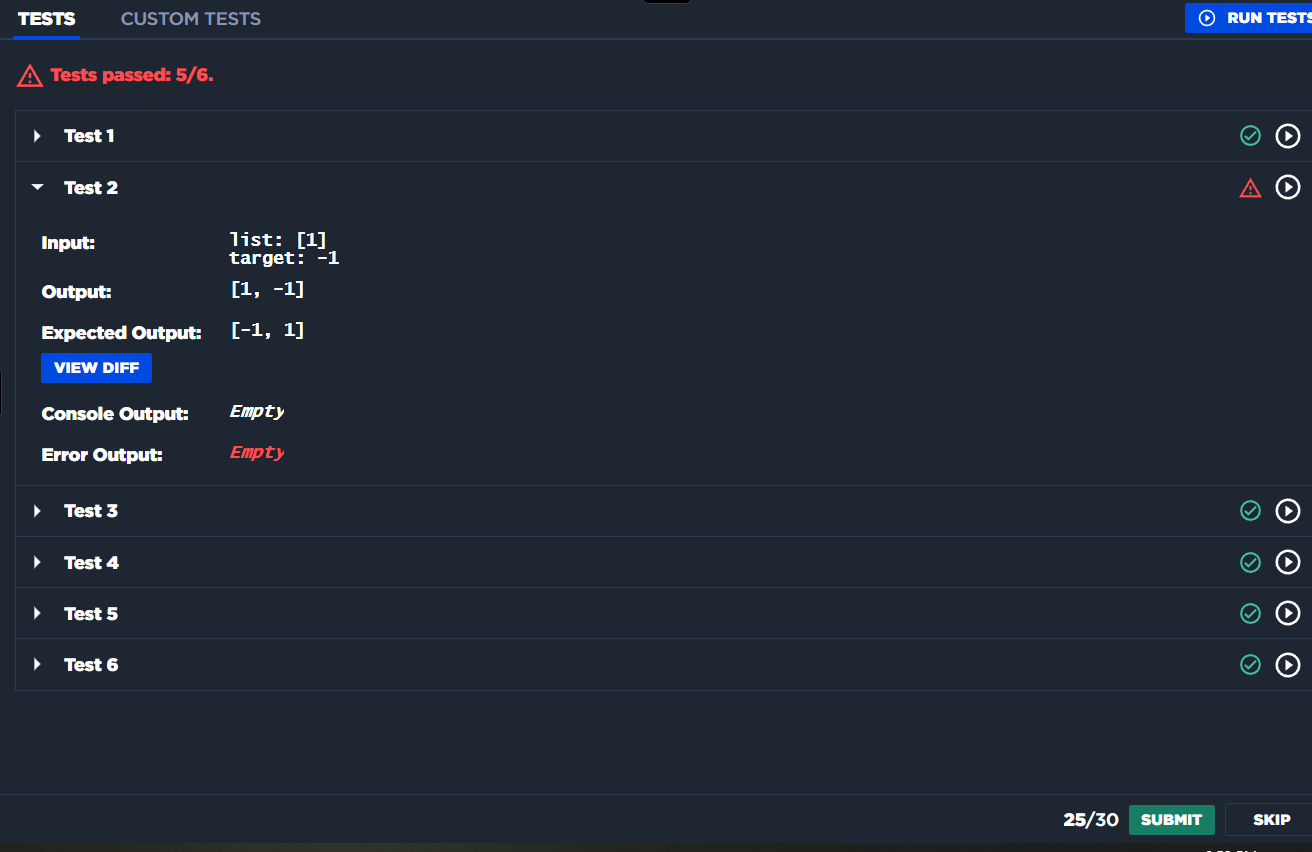 TESTS CUSTOM TESTS RUN TESTS
Tests passed: 5/6.
Test 1
Test 2
Input: list: [1]
target: -1
Output: [1, -1]
Expected Output: [-1, 1]
VIEW DIFF
Console Output: Empty
Error Output: Empty
Test 3
Test 4
Test 5
Test 6
25/30 SUBMIT SKIP